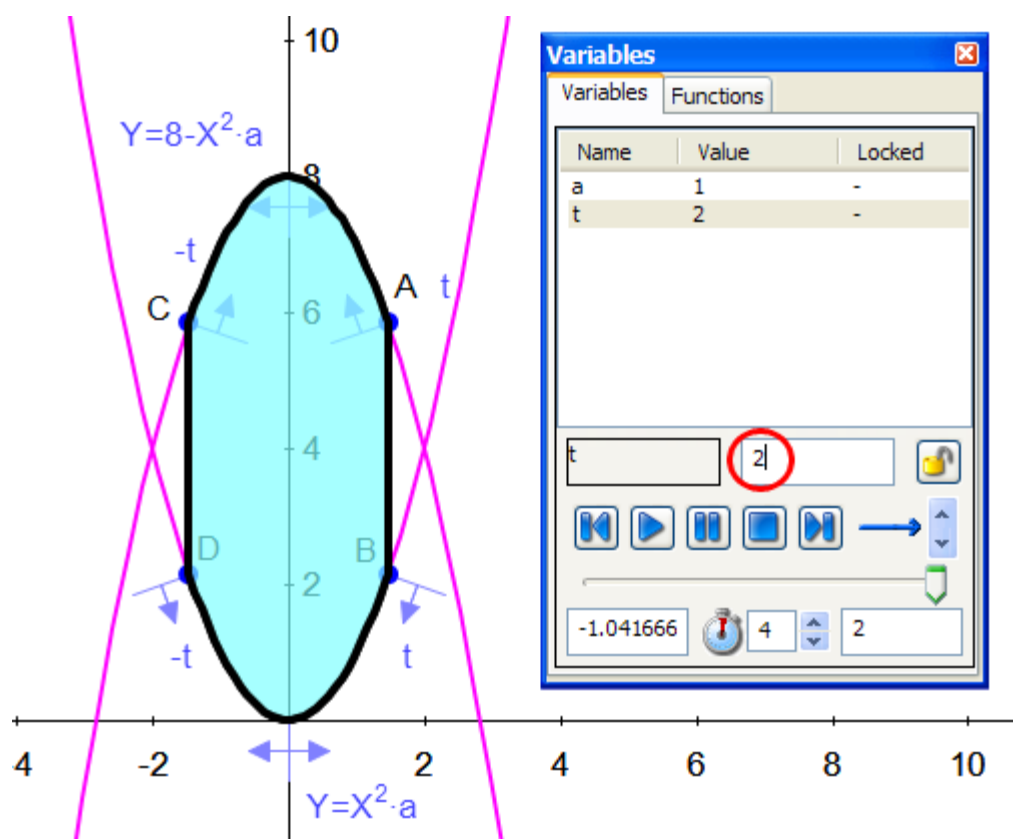 10
Y=8-X²·a
8
-t
C
A
t
6
4
D
B
2
-t
t
4
-2
2
4
6
8
10
Y=X²·a
Variables
Variables Functions
Name Value Locked
a 1 -
t 2 -
t 2
-1.041666 4 2